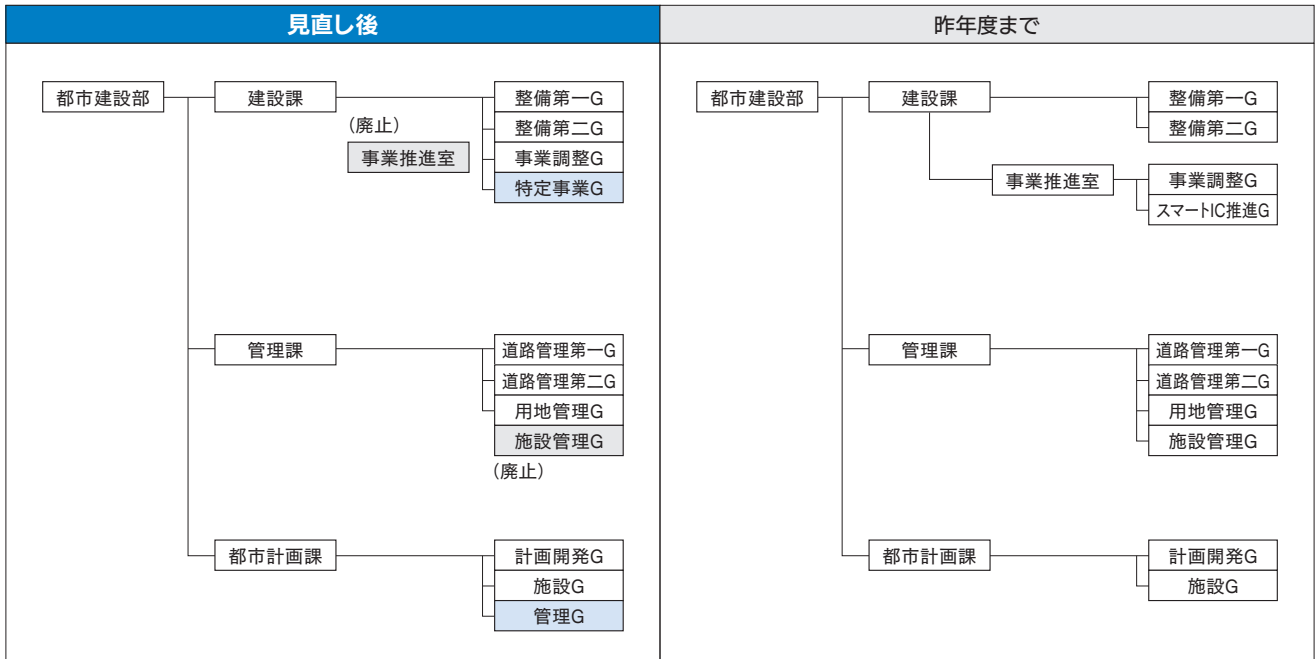 見直し後
昨年度まで
都市建設部
建設課
整備第一G
整備第二G
(廃止)
事業推進室
事業調整G
特定事業G
管理課
道路管理第一G
道路管理第二G
用地管理G
施設管理G
(廃止)
都市計画課
計画開発G
施設G
管理G
都市建設部
建設課
整備第一G
整備第二G
事業推進室
事業調整G
スマートIC推進G
管理課
道路管理第一G
道路管理第二G
用地管理G
施設管理G
都市計画課
計画開発G
施設G